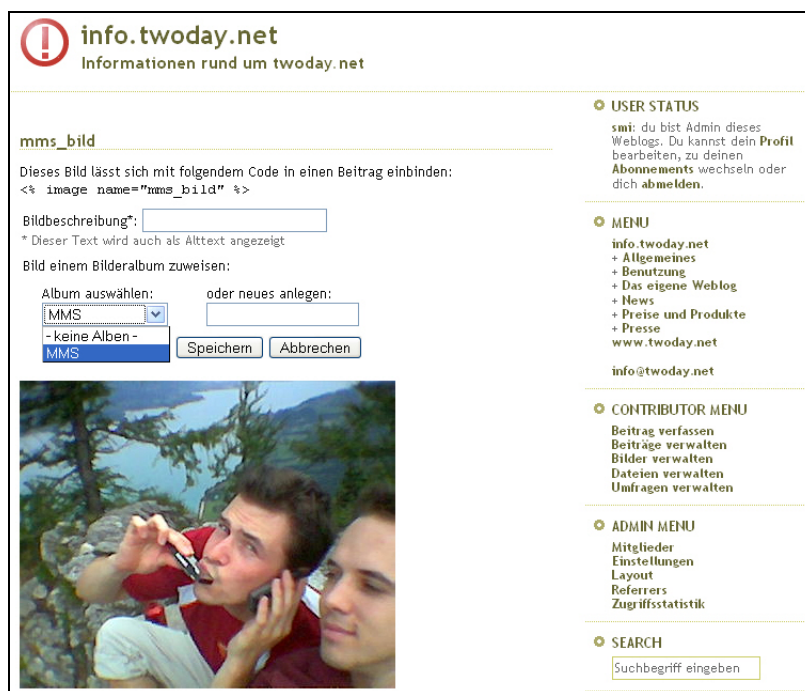 info.twoday.net
Informationen rund um twoday.net
mms_bild
Dieses Bild lässt sich mit folgendem Code in einen Beitrag einbinden:
<% image name="mms_bild" %>
Bildbeschreibung*:
* Dieser Text wird auch als Alttext angezeigt
Bild einem Bilderalbum zuweisen:
Album auswählen: oder neues anlegen:
MMS
- keine Alben -
MMS
Speichern Abbrechen
USER STATUS
smi: du bist Admin dieses
Weblogs. Du kannst dein Profil
bearbeiten, zu deinen
Abonnements wechseln oder
dich abmelden.
MENU
info.twoday.net
+ Allgemeines
+ Benutzung
+ Das eigene Weblog
+ News
+ Preise und Produkte
+ Presse
www.twoday.net
info@twoday.net
CONTRIBUTOR MENU
Beitrag verfassen
Beiträge verwalten
Bilder verwalten
Dateien verwalten
Umfragen verwalten
ADMIN MENU
Mitglieder
Einstellungen
Layout
Referrers
Zugriffsstatistik
SEARCH
Suchbegriff eingeben